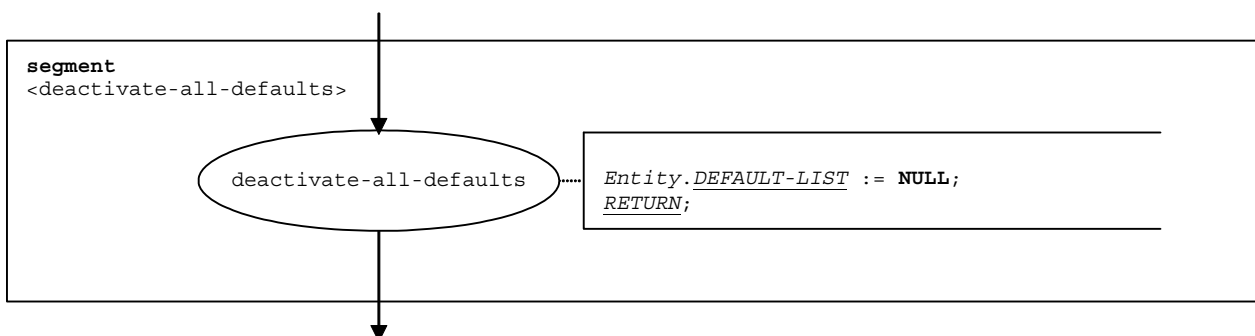 segment
<deactivate-all-defaults>
deactivate-all-defaults
Entity.DEFAULT-LIST := NULL;
RETURN;